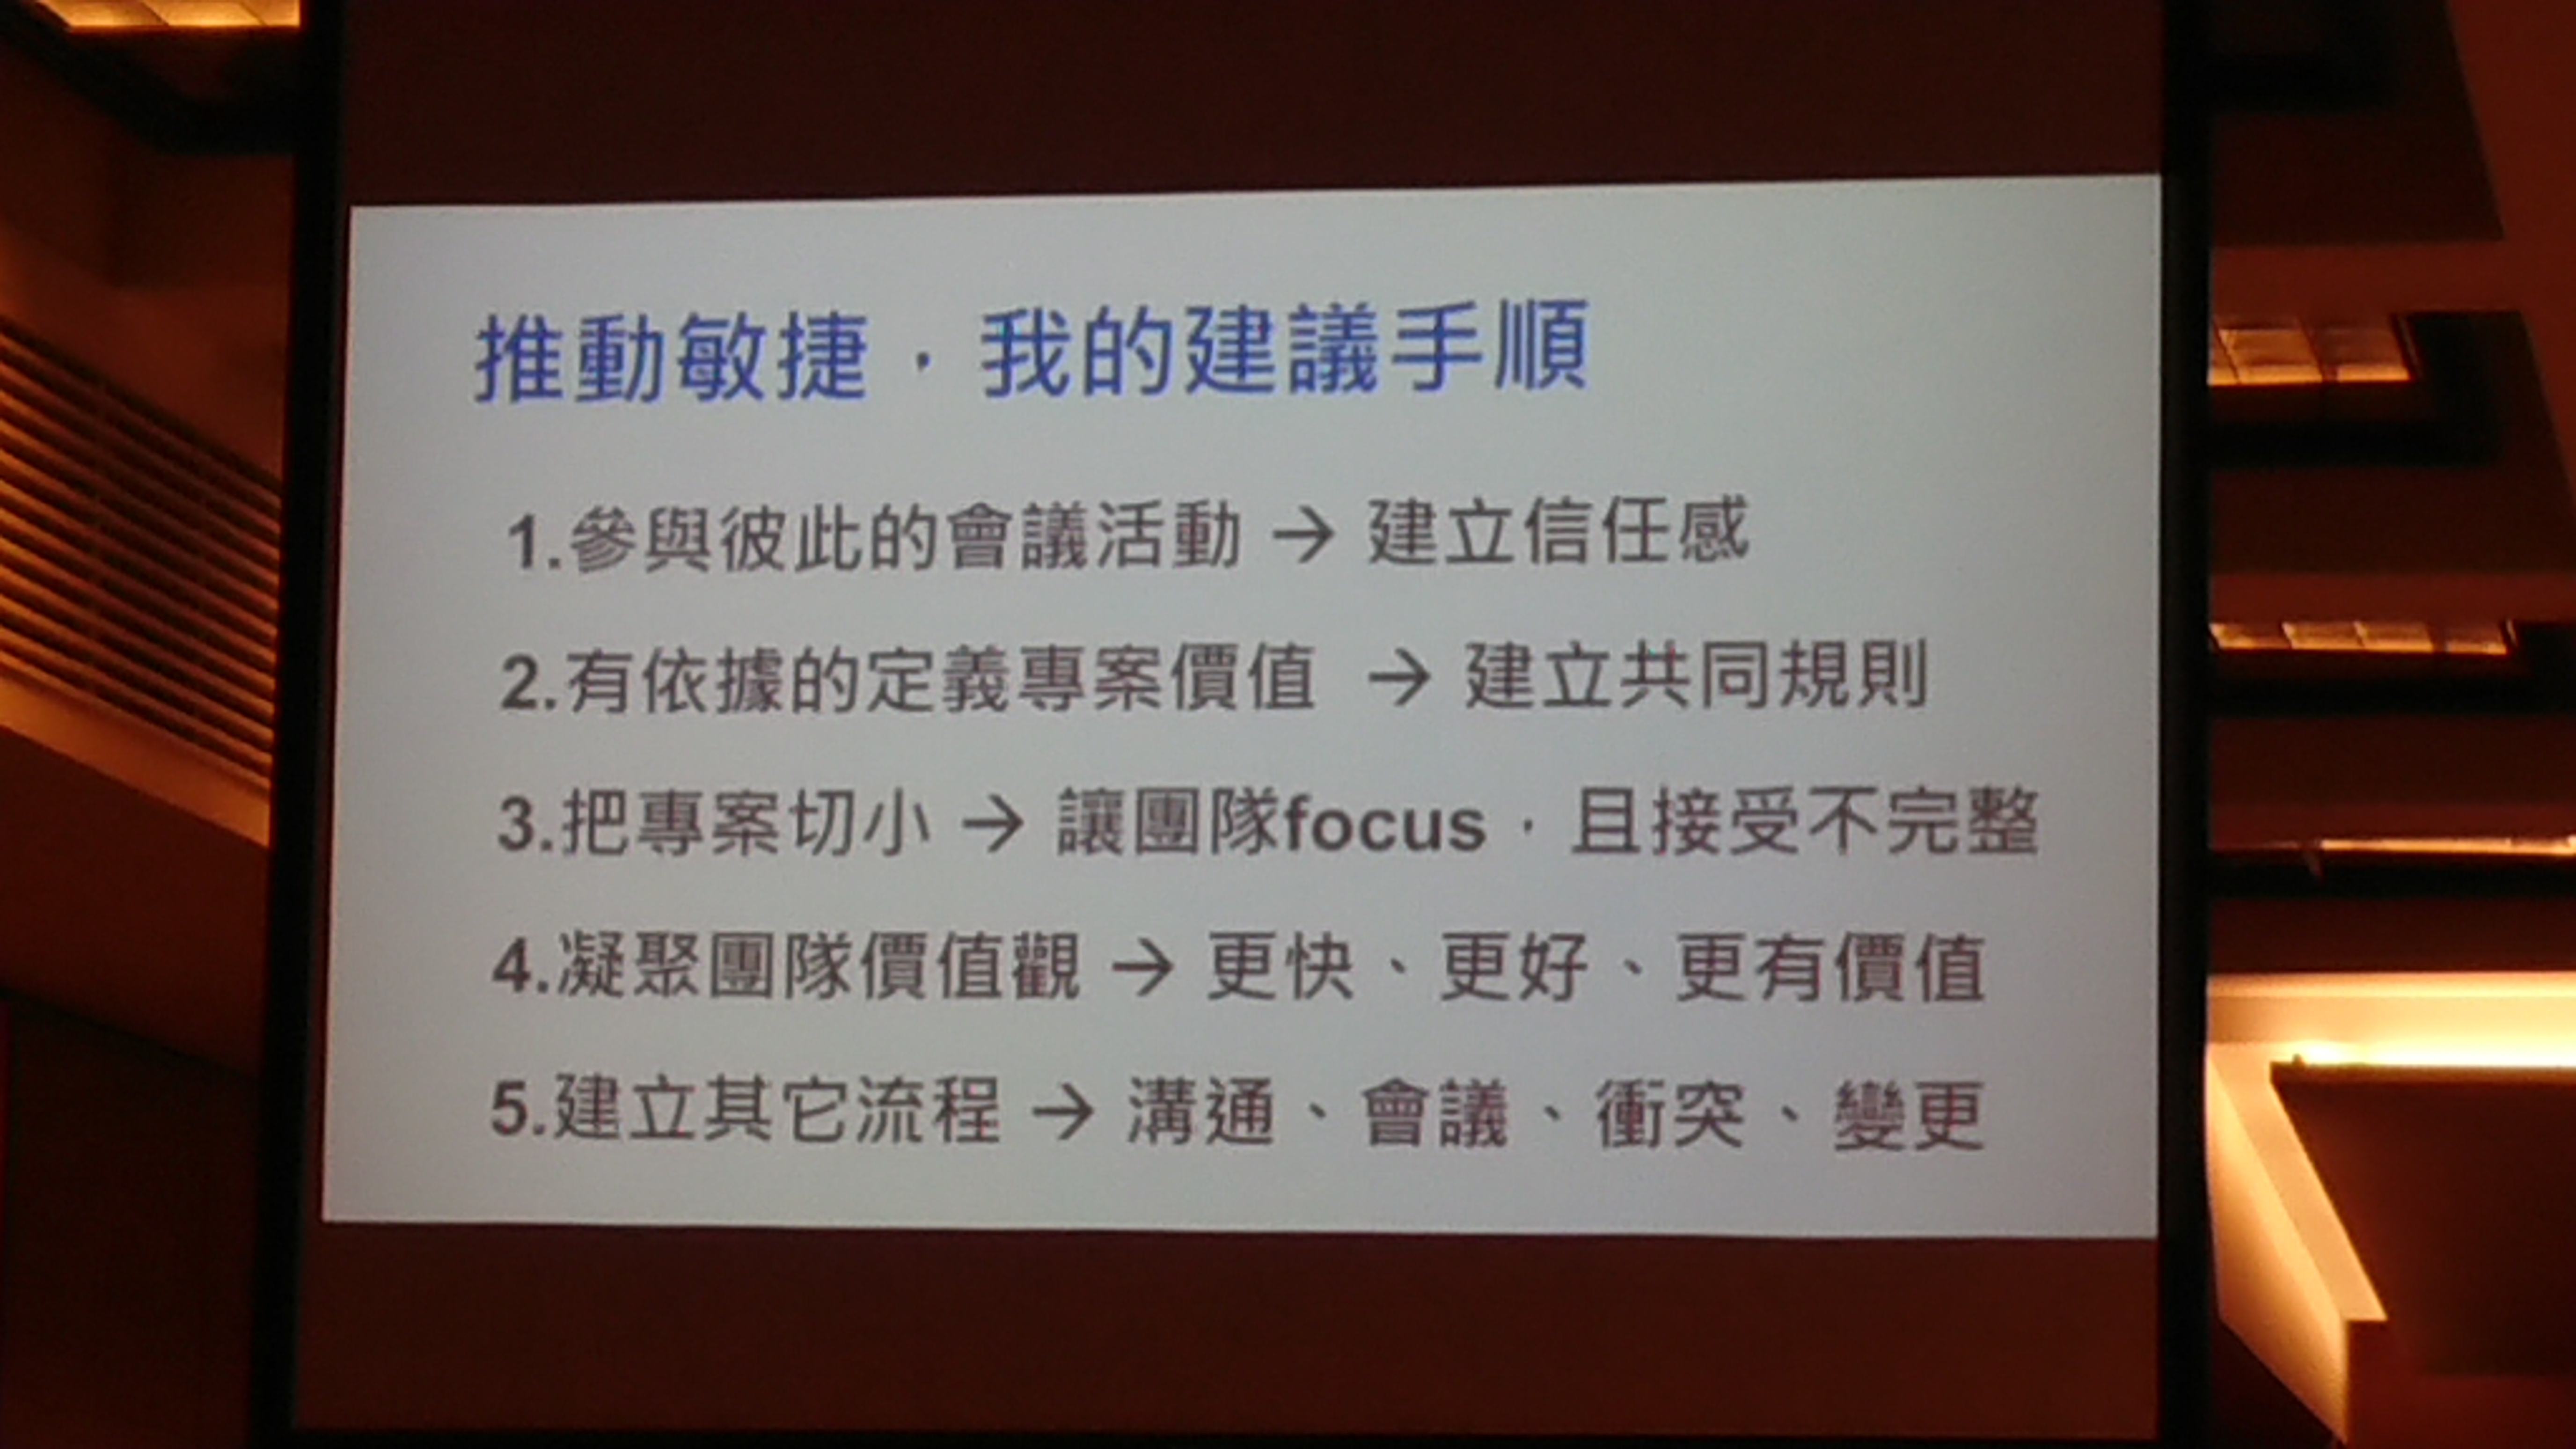 推動敏捷，我的建議手順
1.參與彼此的會議活動 → 建立信任感
2.有依據的定義專案價值 → 建立共同規則
3.把專案切小 → 讓團隊focus，且接受不完整
4.凝聚團隊價值觀 → 更快、更好、更有價值
5.建立其它流程 → 溝通、會議、衝突、變更